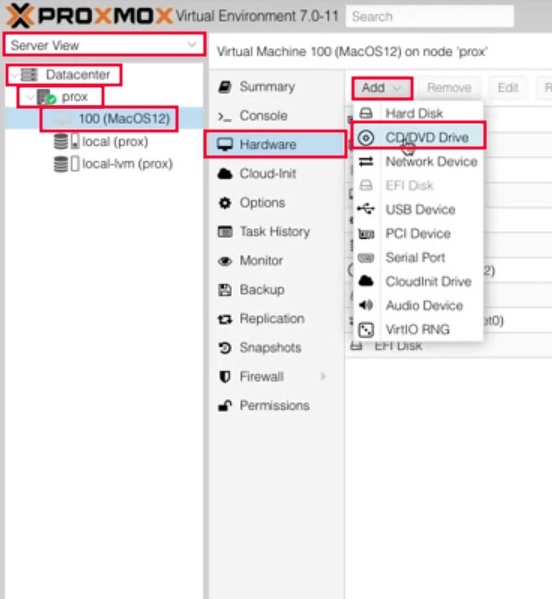 PROXMOX Virtual Environment 7.0-11 Search
Server View
Virtual Machine 100 (MacOS12) on node 'prox'
Datacenter
prox
100 (MacOS12)
local (prox)
local-lvm (prox)
Summary
Console
Hardware
Cloud-Init
Options
Task History
Monitor
Backup
Replication
Snapshots
Firewall
Permissions
Add Remove Edit R
Hard Disk
CD/DVD Drive
Network Device
EFI Disk
USB Device
PCI Device
Serial Port
CloudInit Drive
Audio Device
VirtIO RNG
2)
et0)
EFI Disk